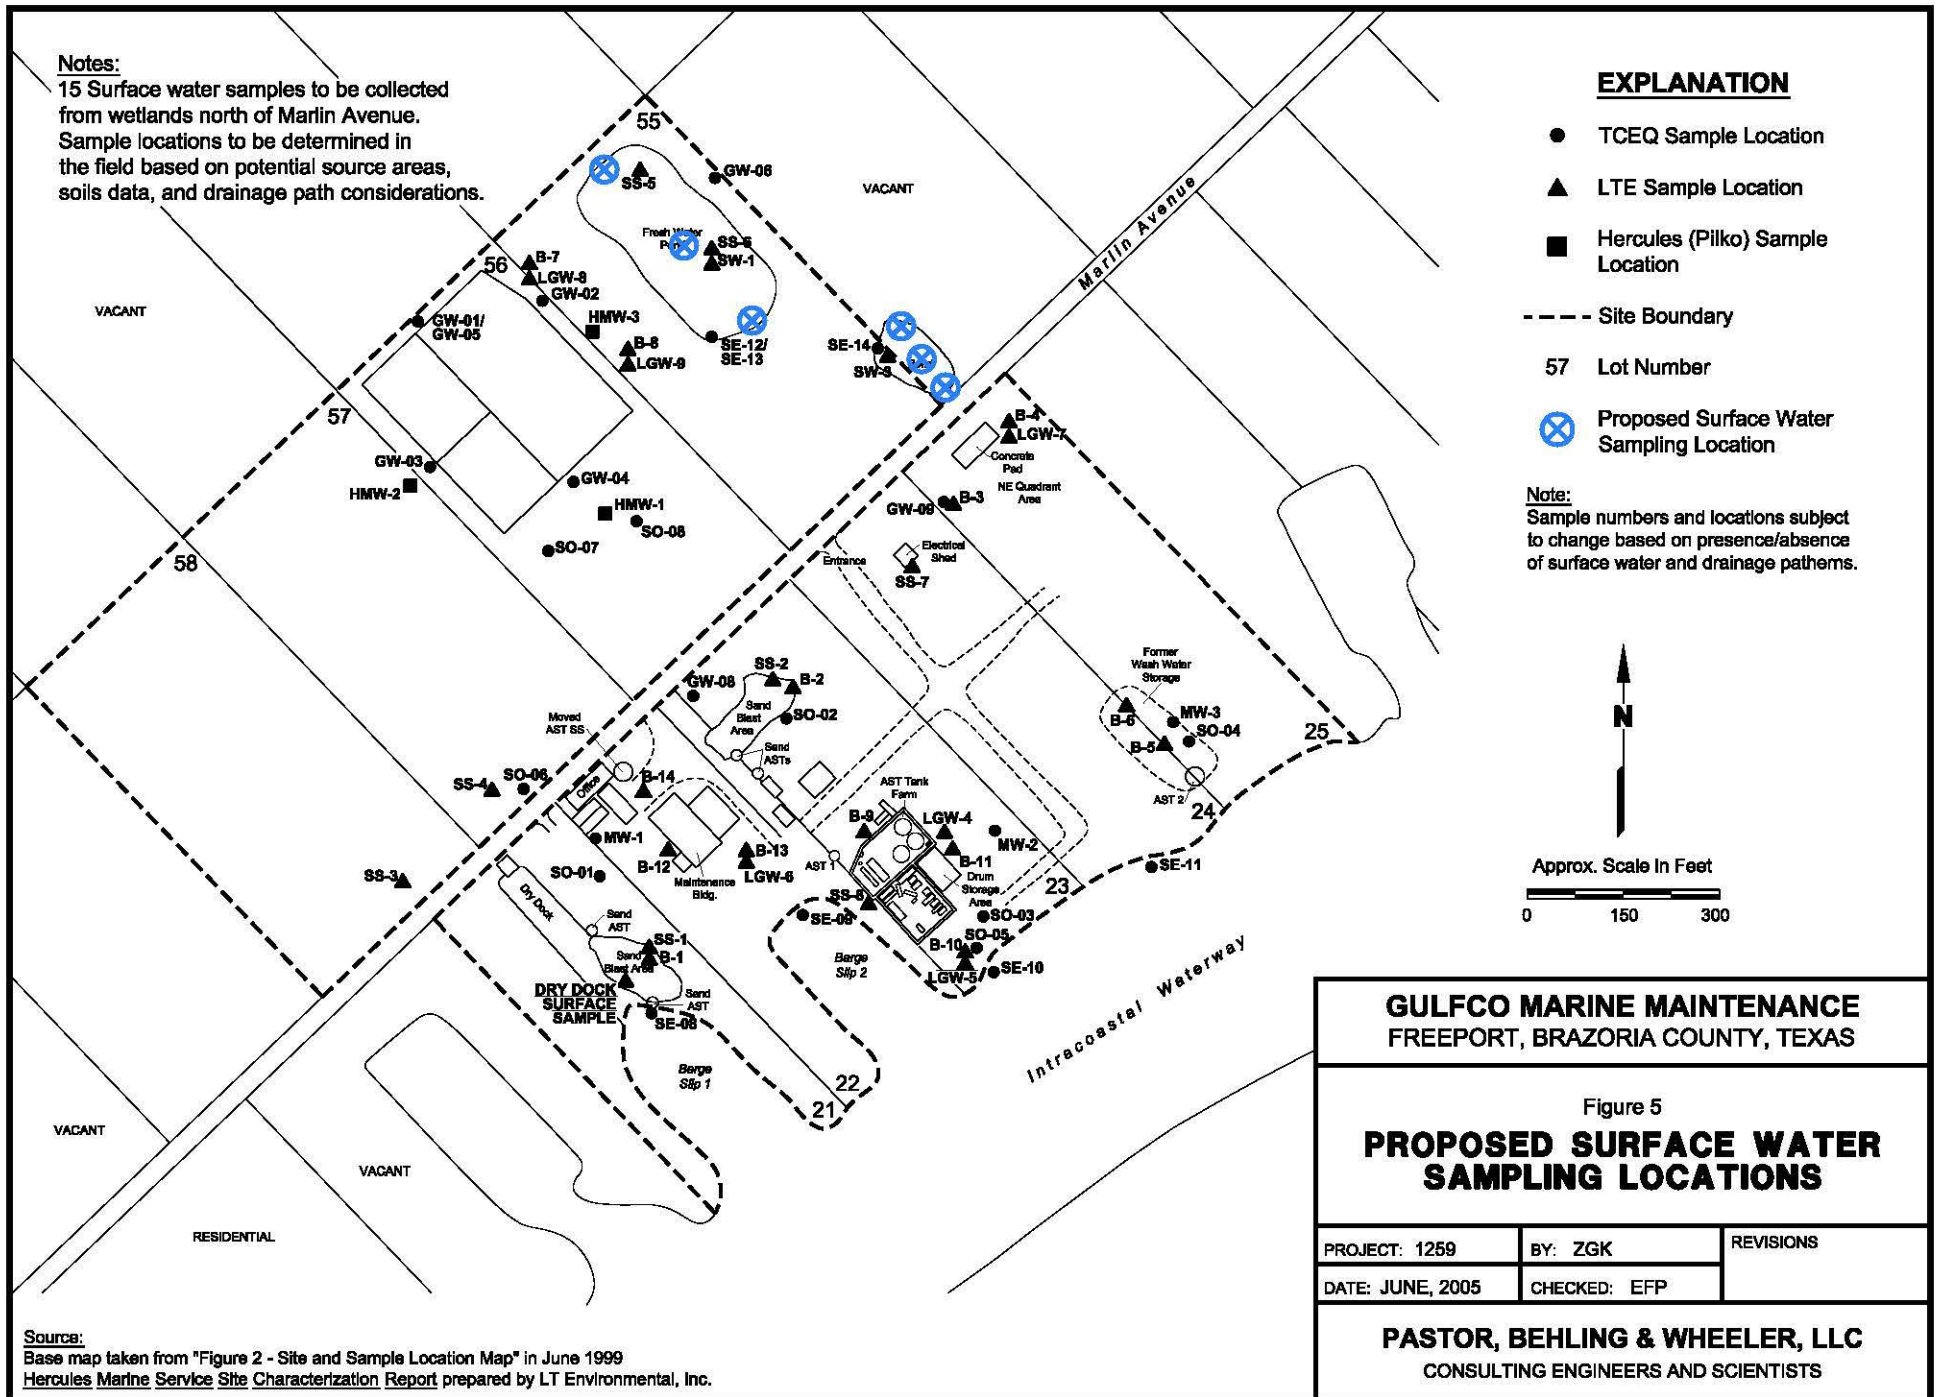 Notes:
15 Surface water samples to be collected
from wetlands north of Marlin Avenue.
Sample locations to be determined in
the field based on potential source areas,
soils data, and drainage path considerations.
55
SS-5
GW-06
VACANT
Fresh Water
SS-6
SW-1
56
B-7
LGW-8
GW-02
VACANT
GW-01/
GW-05
HMW-3
B-8
LGW-9
SE-12/
SE-13
SE-14
SW-3
Marlin Avenue
57
GW-03
HMW-2
GW-04
HMW-1
SO-08
SO-07
58
B-4
LGW-7
Concrete
Pad
NE Quadrant
Area
GW-09
B-3
Electrical
Shed
Entrance
SS-7
Former
Wash Water
Storage
SS-2
B-2
GW-08
Sand
Blast
Area
SO-02
Moved
AST SS
Sand
ASTs
B-6
MW-3
SO-04
B-5
25
AST 2
24
SS-4
SO-06
Office
B-14
AST Tank
Farm
B-9
LGW-4
MW-2
MW-1
B-12
B-13
LGW-6
AST 1
B-11
Drum
Storage
Area
SE-11
SS-3
SO-01
Maintenance
Bldg.
23
Dry Dock
SS-8
SE-09
SO-03
Sand
AST
SS-1
B-1
Sand
Blast Area
Barge
Slip 2
B-10
SO-05
LGW-5
SE-10
DRY DOCK
SURFACE
SAMPLE
Sand
AST
SE-08
Barge
Slip 1
22
21
Intracoastal Waterway
VACANT
VACANT
RESIDENTIAL
EXPLANATION
TCEQ Sample Location
LTE Sample Location
Hercules (Pilko) Sample
Location
Site Boundary
57 Lot Number
Proposed Surface Water
Sampling Location
Note:
Sample numbers and locations subject
to change based on presence/absence
of surface water and drainage patherns.
N
Approx. Scale in Feet
0 150 300
GULFCO MARINE MAINTENANCE
FREEPORT, BRAZORIA COUNTY, TEXAS
Figure 5
PROPOSED SURFACE WATER
SAMPLING LOCATIONS
PROJECT: 1259
BY: ZGK
REVISIONS
DATE: JUNE, 2005
CHECKED: EFP
PASTOR, BEHLING & WHEELER, LLC
CONSULTING ENGINEERS AND SCIENTISTS
Source:
Base map taken from "Figure 2 - Site and Sample Location Map" in June 1999
Hercules Marine Service Site Characterization Report prepared by LT Environmental, Inc.